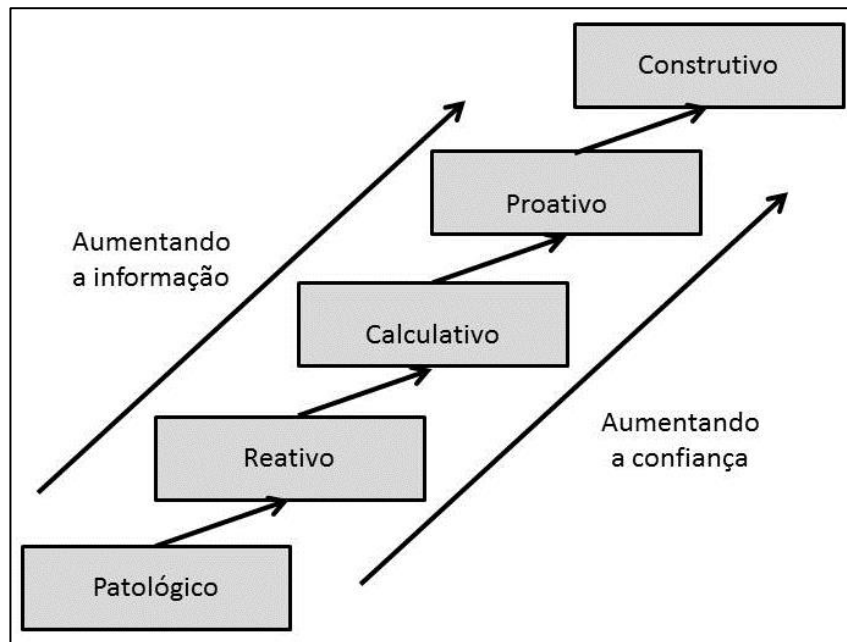 Construtivo
Proativo
Aumentando
a informação
Calculativo
Aumentando
a confiança
Reativo
Patológico